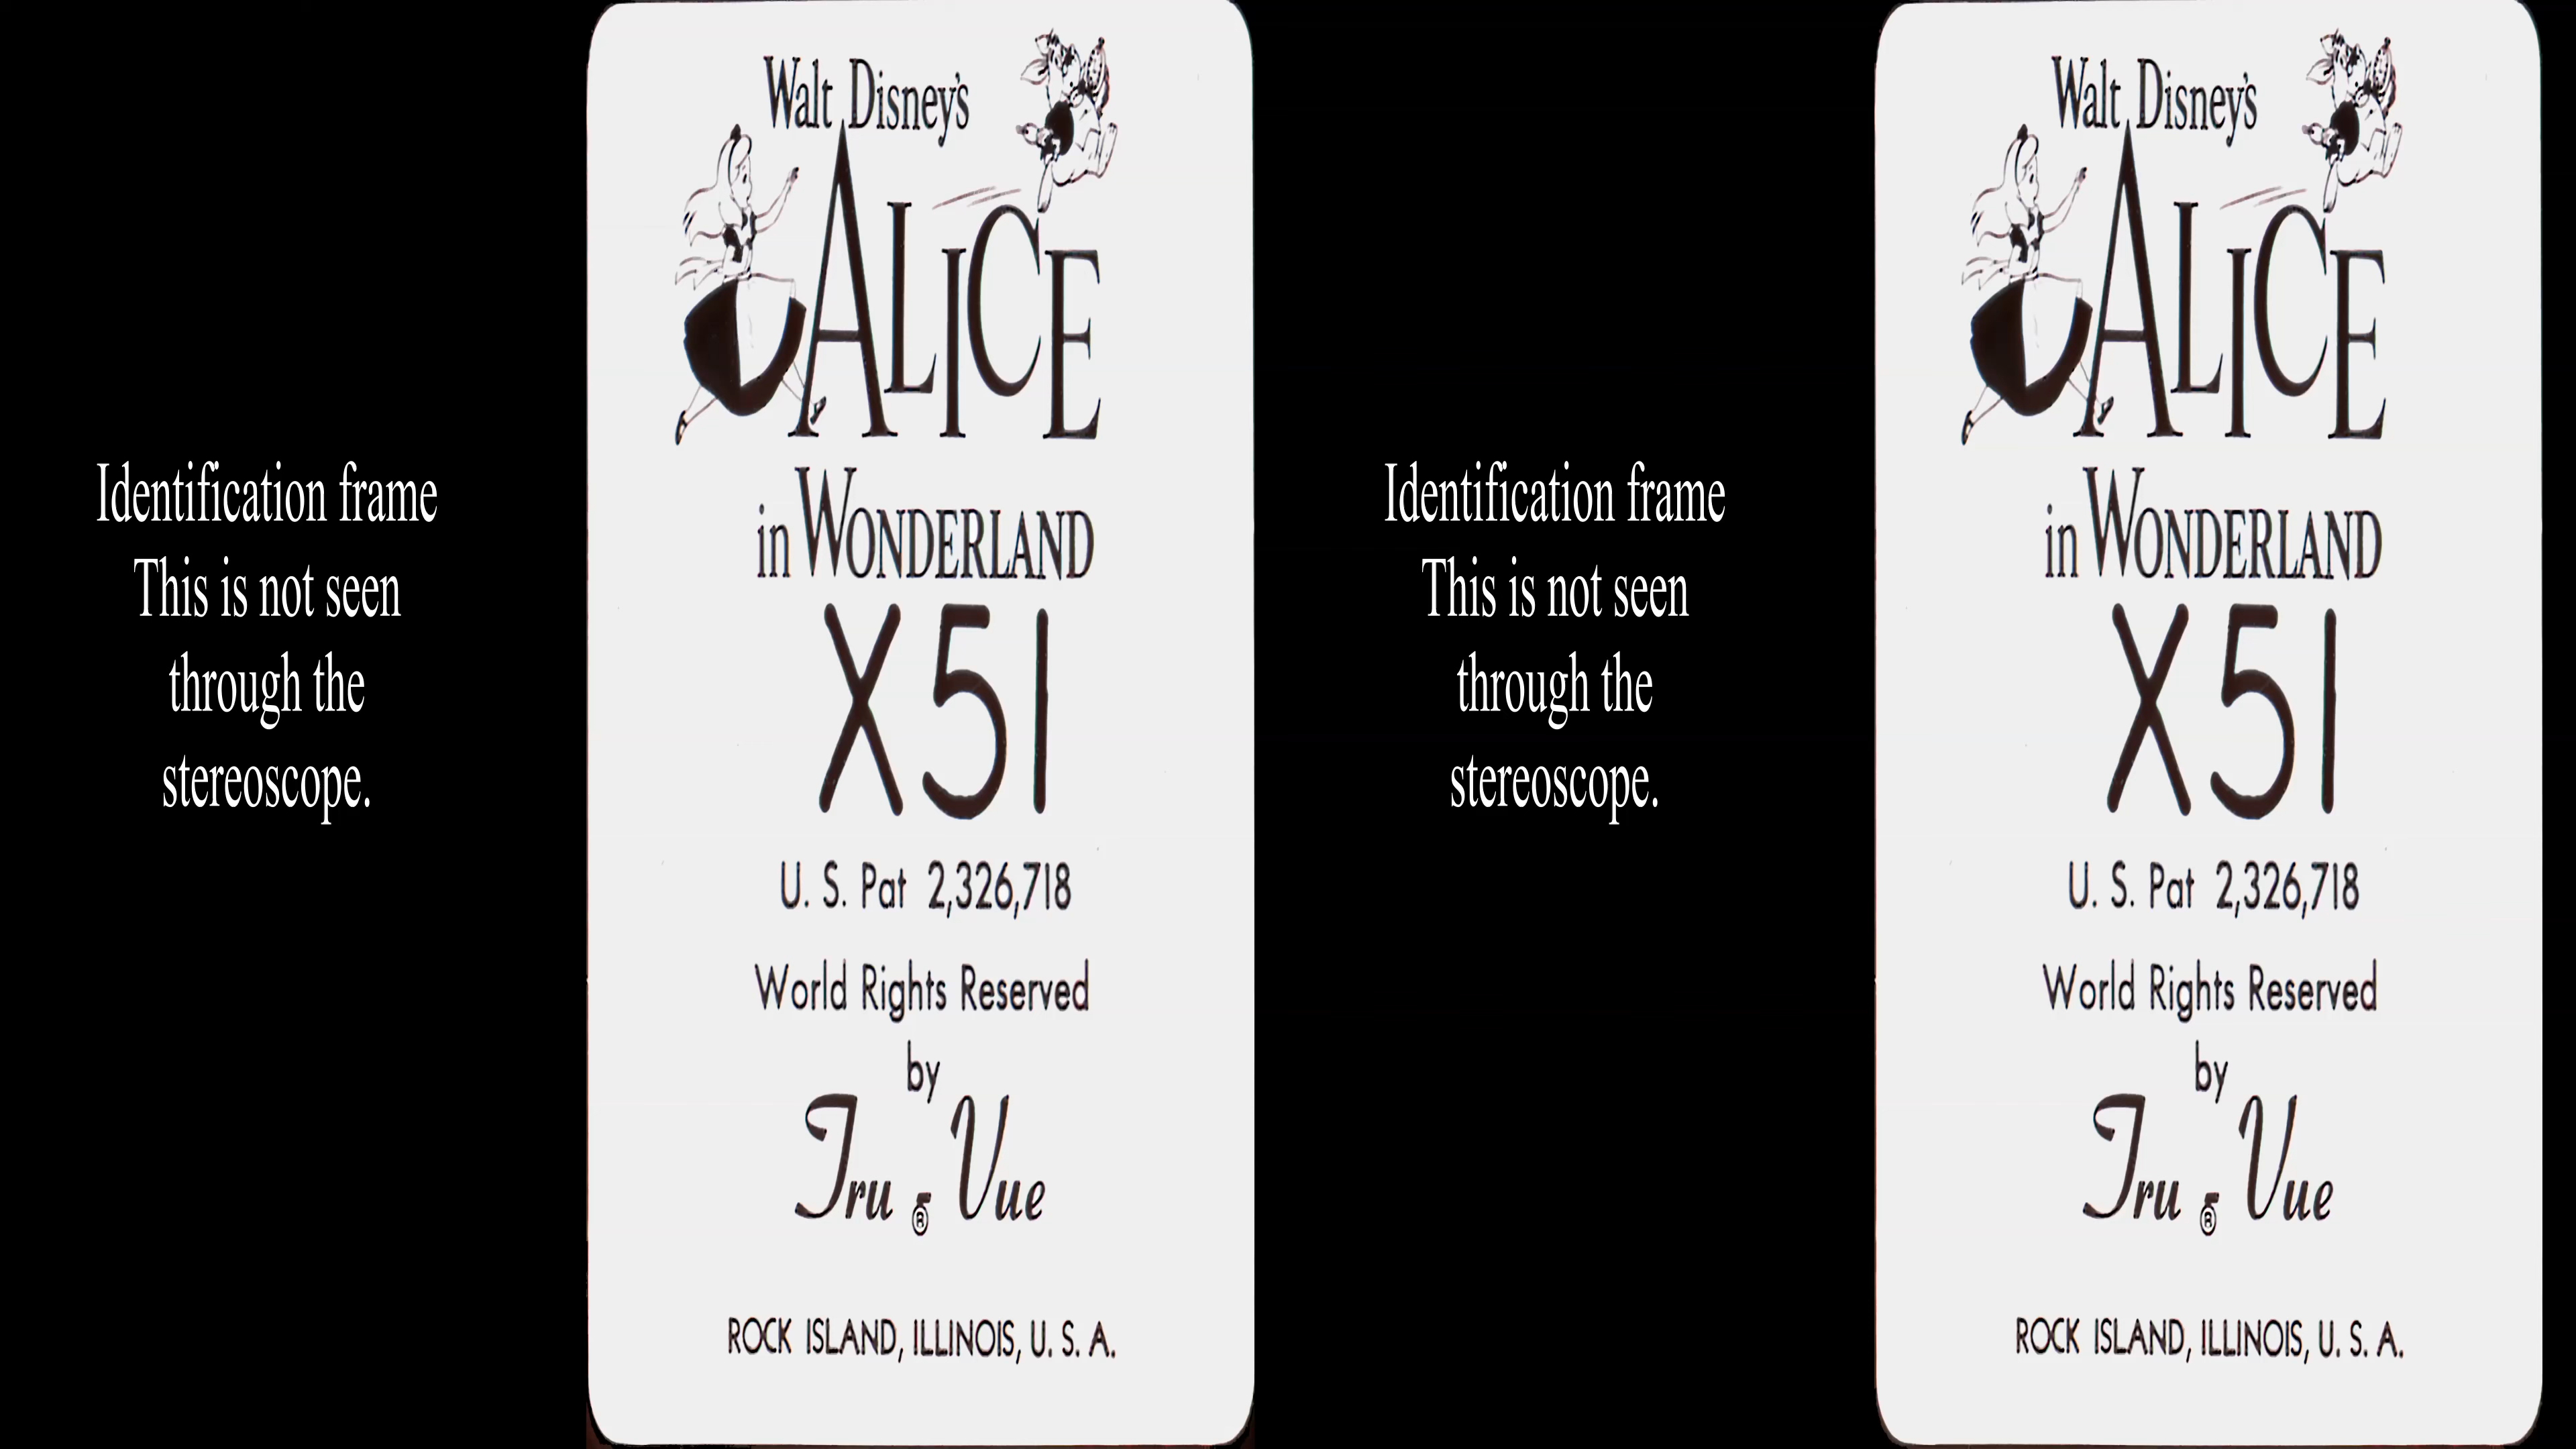 Identification frame
This is not seen
through the
stereoscope.
Walt Disney's
ALICE
in WONDERLAND
X51
U. S. Pat 2,326,718
World Rights Reserved
by
Tru Vue
®
ROCK ISLAND, ILLINOIS, U. S. A.
Identification frame
This is not seen
through the
stereoscope.
Walt Disney's
ALICE
in WONDERLAND
X51
U. S. Pat 2,326,718
World Rights Reserved
by
Tru Vue
®
ROCK ISLAND, ILLINOIS, U. S. A.